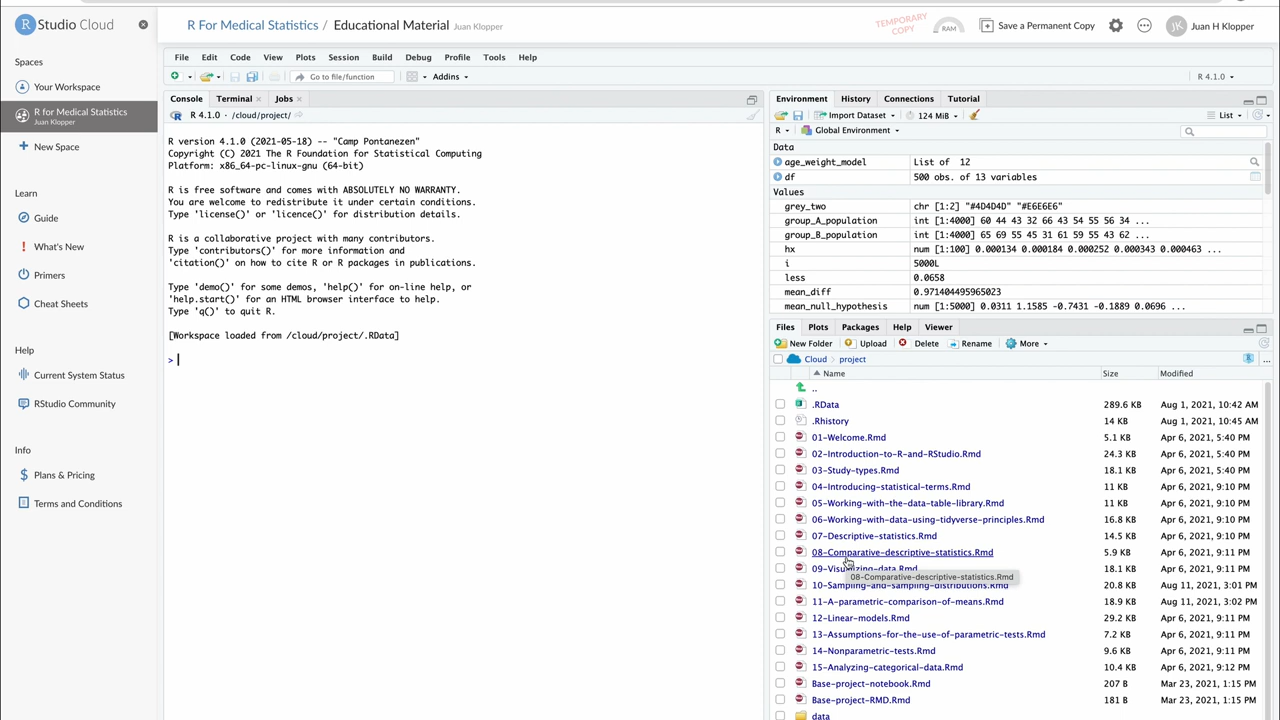 R Studio Cloud
R For Medical Statistics / Educational Material Juan Klopper
TEMPORARY COPY
RAM
Save a Permanent Copy
JK Juan H Klopper
Spaces
Your Workspace
R for Medical Statistics
Juan Klopper
New Space
Learn
Guide
What's New
Primers
Cheat Sheets
Help
Current System Status
RStudio Community
Info
Plans & Pricing
Terms and Conditions
File Edit Code View Plots Session Build Debug Profile Tools Help
Go to file/function Addins R 4.1.0
Console Terminal Jobs
R 4.1.0 · /cloud/project/
R version 4.1.0 (2021-05-18) -- "Camp Pontanezen"
Copyright (C) 2021 The R Foundation for Statistical Computing
Platform: x86_64-pc-linux-gnu (64-bit)
R is free software and comes with ABSOLUTELY NO WARRANTY.
You are welcome to redistribute it under certain conditions.
Type 'license()' or 'licence()' for distribution details.
R is a collaborative project with many contributors.
Type 'contributors()' for more information and
'citation()' on how to cite R or R packages in publications.
Type 'demo()' for some demos, 'help()' for on-line help, or
'help.start()' for an HTML browser interface to help.
Type 'q()' to quit R.
[Workspace loaded from /cloud/project/.RData]
>
Environment History Connections Tutorial
Import Dataset 124 MiB List
R Global Environment
Data
age_weight_model List of 12
df 500 obs. of 13 variables
Values
grey_two chr [1:2] "#4D4D4D" "#E6E6E6"
group_A_population int [1:4000] 60 44 43 32 66 43 54 55 56 34 ...
group_B_population int [1:4000] 65 69 55 45 31 61 59 55 43 62 ...
hx num [1:100] 0.000134 0.000184 0.000252 0.000343 0.000463 ...
i 5000L
less 0.0658
mean_diff 0.971404495965023
mean_null_hypothesis num [1:5000] 0.0311 1.1585 -0.7431 -0.1889 0.0696 ...
Files Plots Packages Help Viewer
New Folder Upload Delete Rename More
Cloud project ...
Name Size Modified
..
.RData 289.6 KB Aug 1, 2021, 10:42 AM
.Rhistory 14 KB Aug 1, 2021, 10:45 AM
01-Welcome.Rmd 5.1 KB Apr 6, 2021, 5:40 PM
02-Introduction-to-R-and-RStudio.Rmd 24.3 KB Apr 6, 2021, 5:40 PM
03-Study-types.Rmd 18.1 KB Apr 6, 2021, 5:40 PM
04-Introducing-statistical-terms.Rmd 11 KB Apr 6, 2021, 9:10 PM
05-Working-with-the-data-table-library.Rmd 11 KB Apr 6, 2021, 9:10 PM
06-Working-with-data-using-tidyverse-principles.Rmd 16.8 KB Apr 6, 2021, 9:10 PM
07-Descriptive-statistics.Rmd 14.5 KB Apr 6, 2021, 9:10 PM
08-Comparative-descriptive-statistics.Rmd 5.9 KB Apr 6, 2021, 9:10 PM
09-Visualizing-data.Rmd 18.1 KB Apr 6, 2021, 9:11 PM
08-Comparative-descriptive-statistics.Rmd
10-Sampling-and-sampling-distributions.Rmd 20.8 KB Aug 11, 2021, 3:01 PM
11-A-parametric-comparison-of-means.Rmd 18.9 KB Aug 11, 2021, 3:02 PM
12-Linear-models.Rmd 29.2 KB Apr 6, 2021, 9:11 PM
13-Assumptions-for-the-use-of-parametric-tests.Rmd 7.2 KB Apr 6, 2021, 9:11 PM
14-Nonparametric-tests.Rmd 9.6 KB Apr 6, 2021, 9:11 PM
15-Analyzing-categorical-data.Rmd 10.4 KB Apr 6, 2021, 9:12 PM
Base-project-notebook.Rmd 207 B Mar 23, 2021, 1:15 PM
Base-project-RMD.Rmd 181 B Mar 23, 2021, 1:15 PM
data